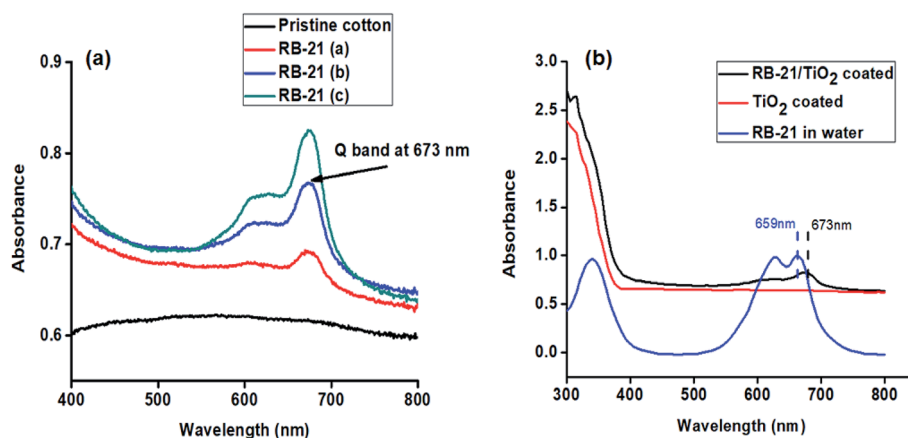 (a)
Pristine cotton
RB-21 (a)
RB-21 (b)
RB-21 (c)
Q band at 673 nm
Absorbance
0.9
0.8
0.7
0.6
400 500 600 700 800
Wavelength (nm)
(b)
RB-21/TiO2 coated
TiO2 coated
RB-21 in water
659nm 673nm
Absorbance
3.0
2.5
2.0
1.5
1.0
0.5
0.0
300 400 500 600 700 800
Wavelength (nm)